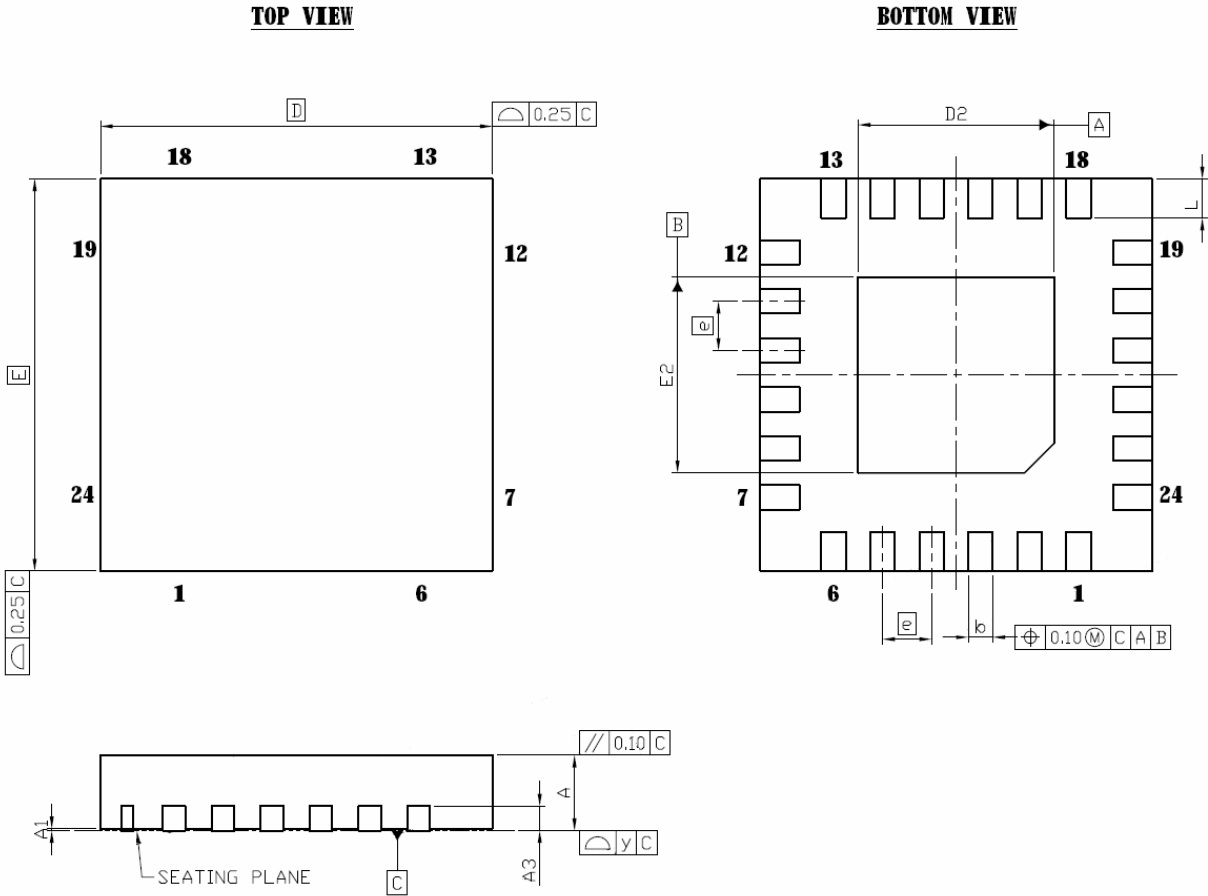 TOP VIEW
BOTTOM VIEW
D
0.25 C
D2
A
18 13
13 18
L
19
12
B
12
19
e
E
E2
24
7
7
24
1 6
6 1
0.25 C
e
b
0.10 Ⓜ C A B
// 0.10 C
A
A1
A3
y C
SEATING PLANE
C